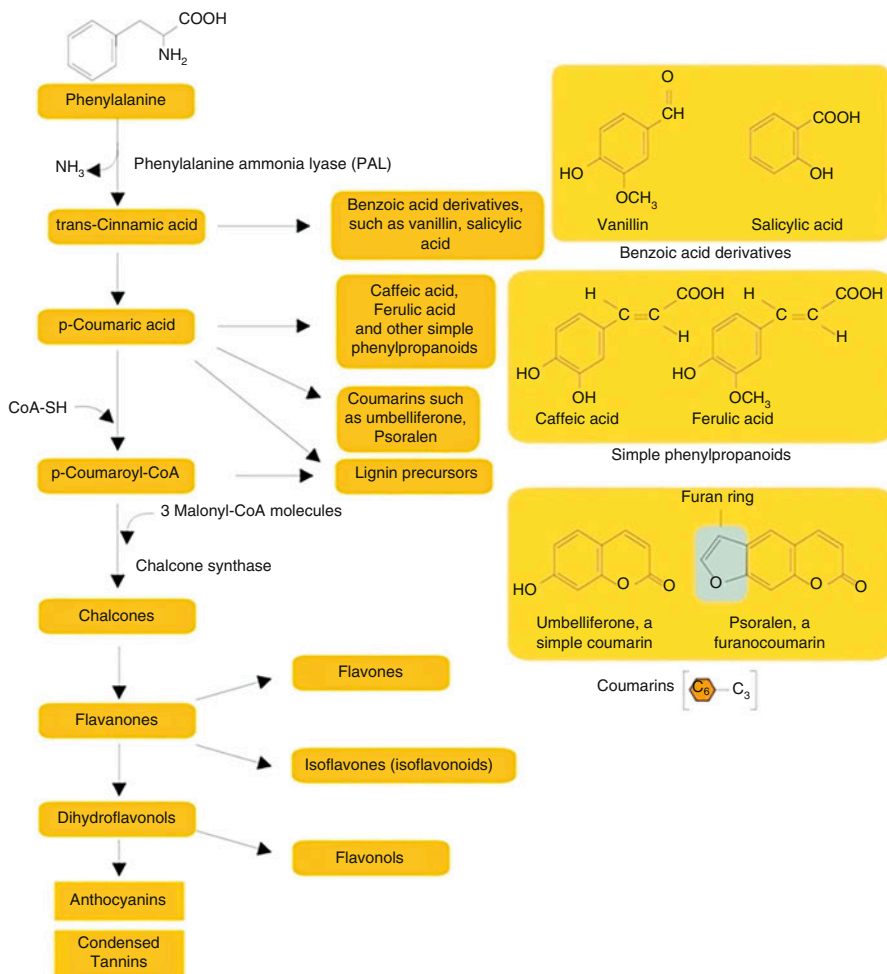 COOH
NH₂
Phenylalanine
NH₃
Phenylalanine ammonia lyase (PAL)
trans-Cinnamic acid
Benzoic acid derivatives,
such as vanillin, salicylic
acid
p-Coumaric acid
Caffeic acid,
Ferulic acid
and other simple
phenylpropanoids
Coumarins such
as umbelliferone,
Psoralen
CoA-SH
p-Coumaroyl-CoA
Lignin precursors
3 Malonyl-CoA molecules
Chalcone synthase
Chalcones
Flavones
Flavanones
Isoflavones (isoflavonoids)
Dihydroflavonols
Flavonols
Anthocyanins
Condensed
Tannins
O
CH
HO
OCH₃
Vanillin
COOH
OH
Salicylic acid
Benzoic acid derivatives
H
COOH
C
C
H
HO
OH
Caffeic acid
H
COOH
C
C
H
HO
OCH₃
Ferulic acid
Simple phenylpropanoids
Furan ring
HO
O
O
Umbelliferone, a
simple coumarin
O
O
O
Psoralen, a
furanocoumarin
Coumarins
C₆
C₃